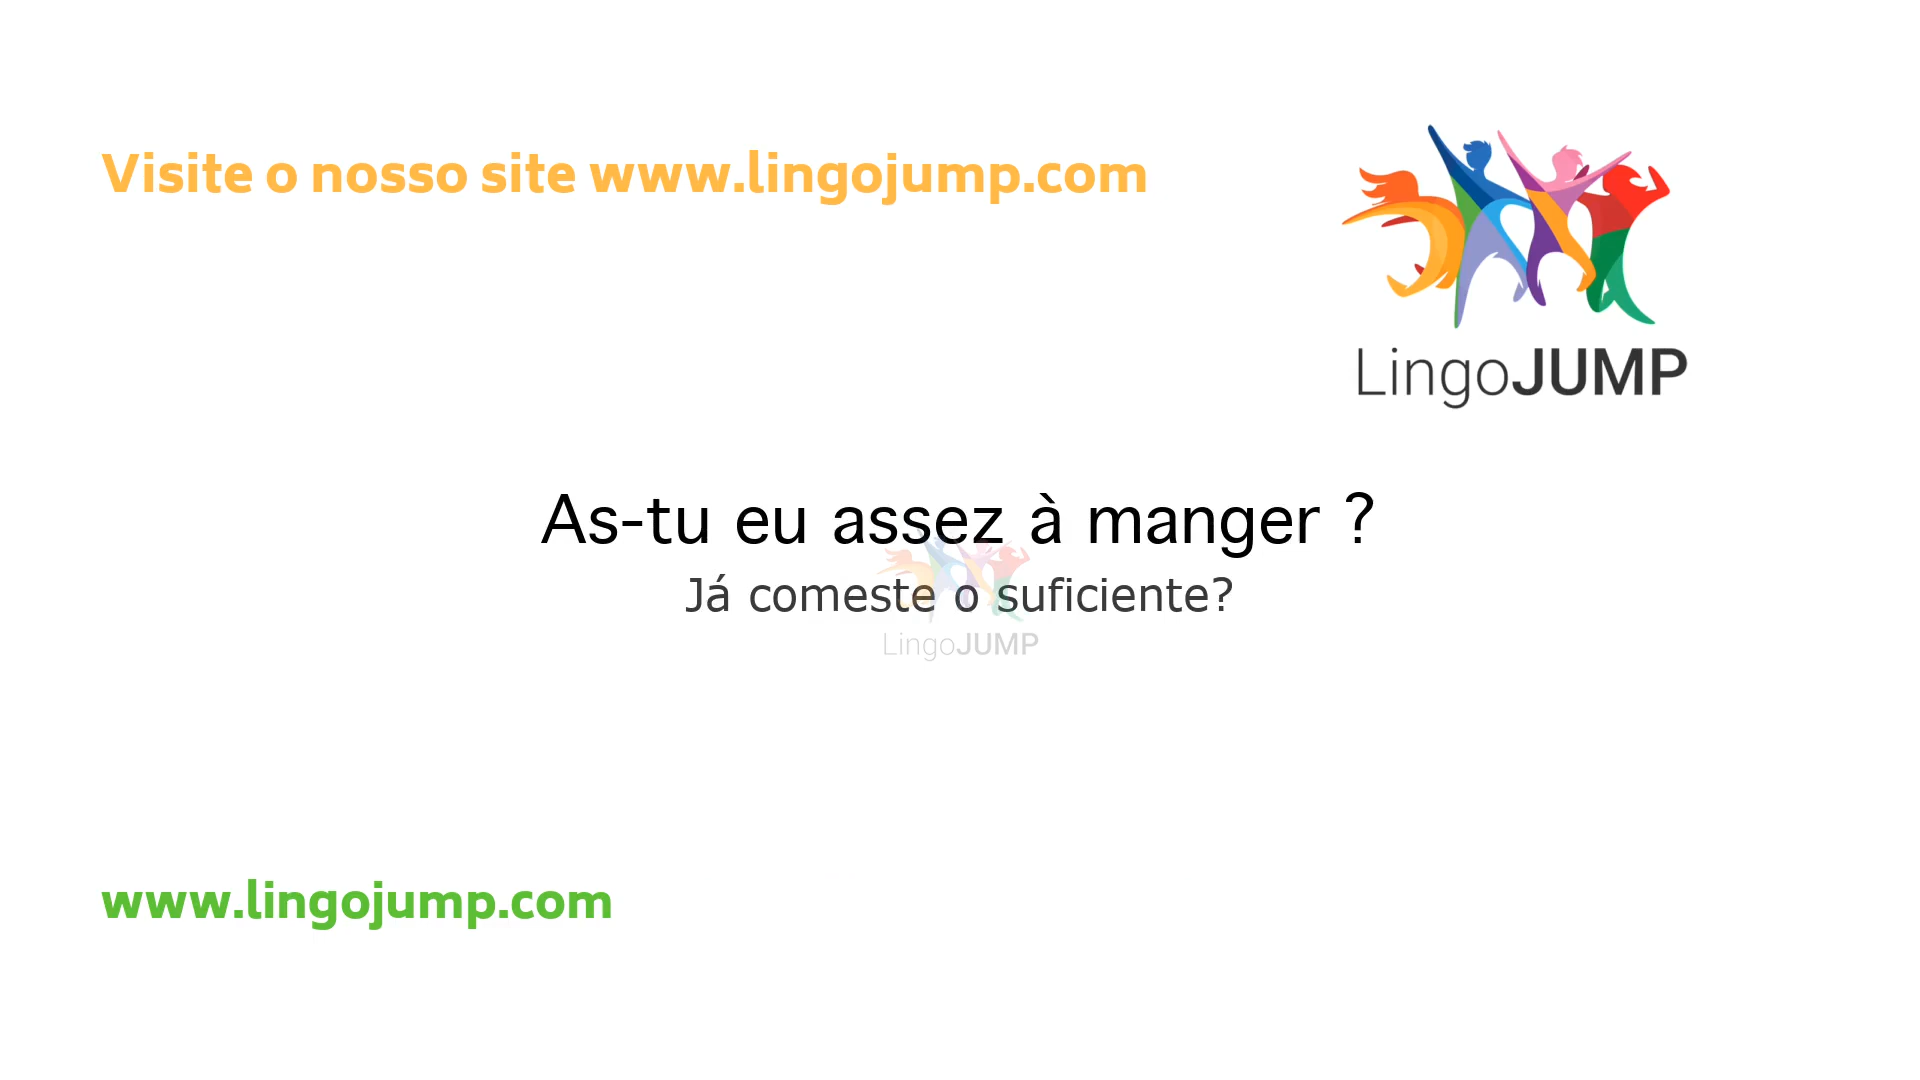 Visite o nosso site www.lingojump.com
LingoJUMP
As-tu eu assez à manger ?
Já comeste o suficiente?
LingoJUMP
www.lingojump.com